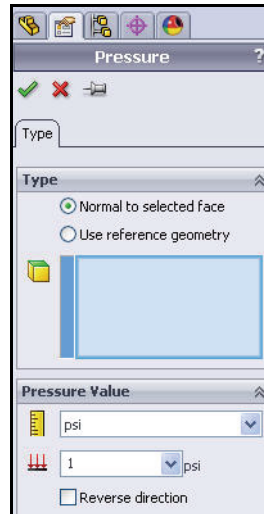 Pressure ?
Type
Type
Normal to selected face
Use reference geometry
Pressure Value
psi
1 psi
Reverse direction